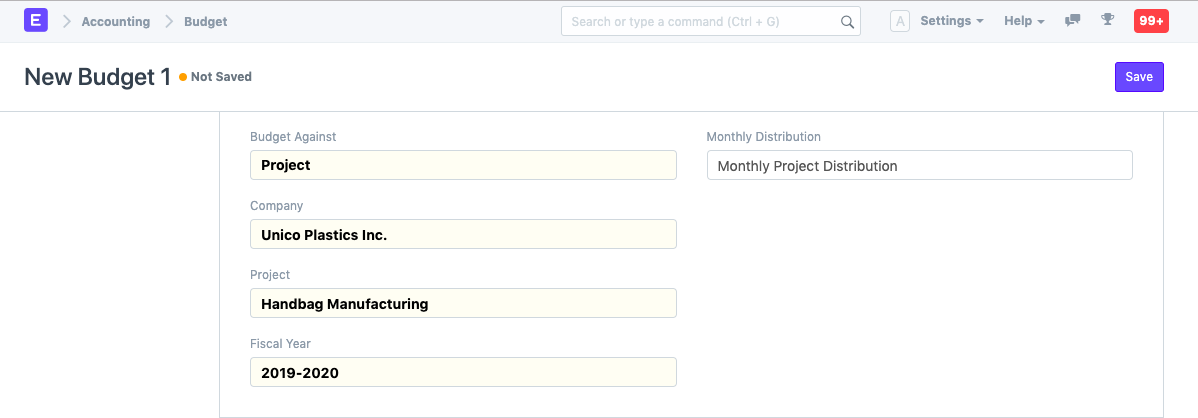 E Accounting Budget Search or type a command (Ctrl + G) A Settings Help 99+
New Budget 1 Not Saved Save
Budget Against Monthly Distribution
Project Monthly Project Distribution
Company
Unico Plastics Inc.
Project
Handbag Manufacturing
Fiscal Year
2019-2020